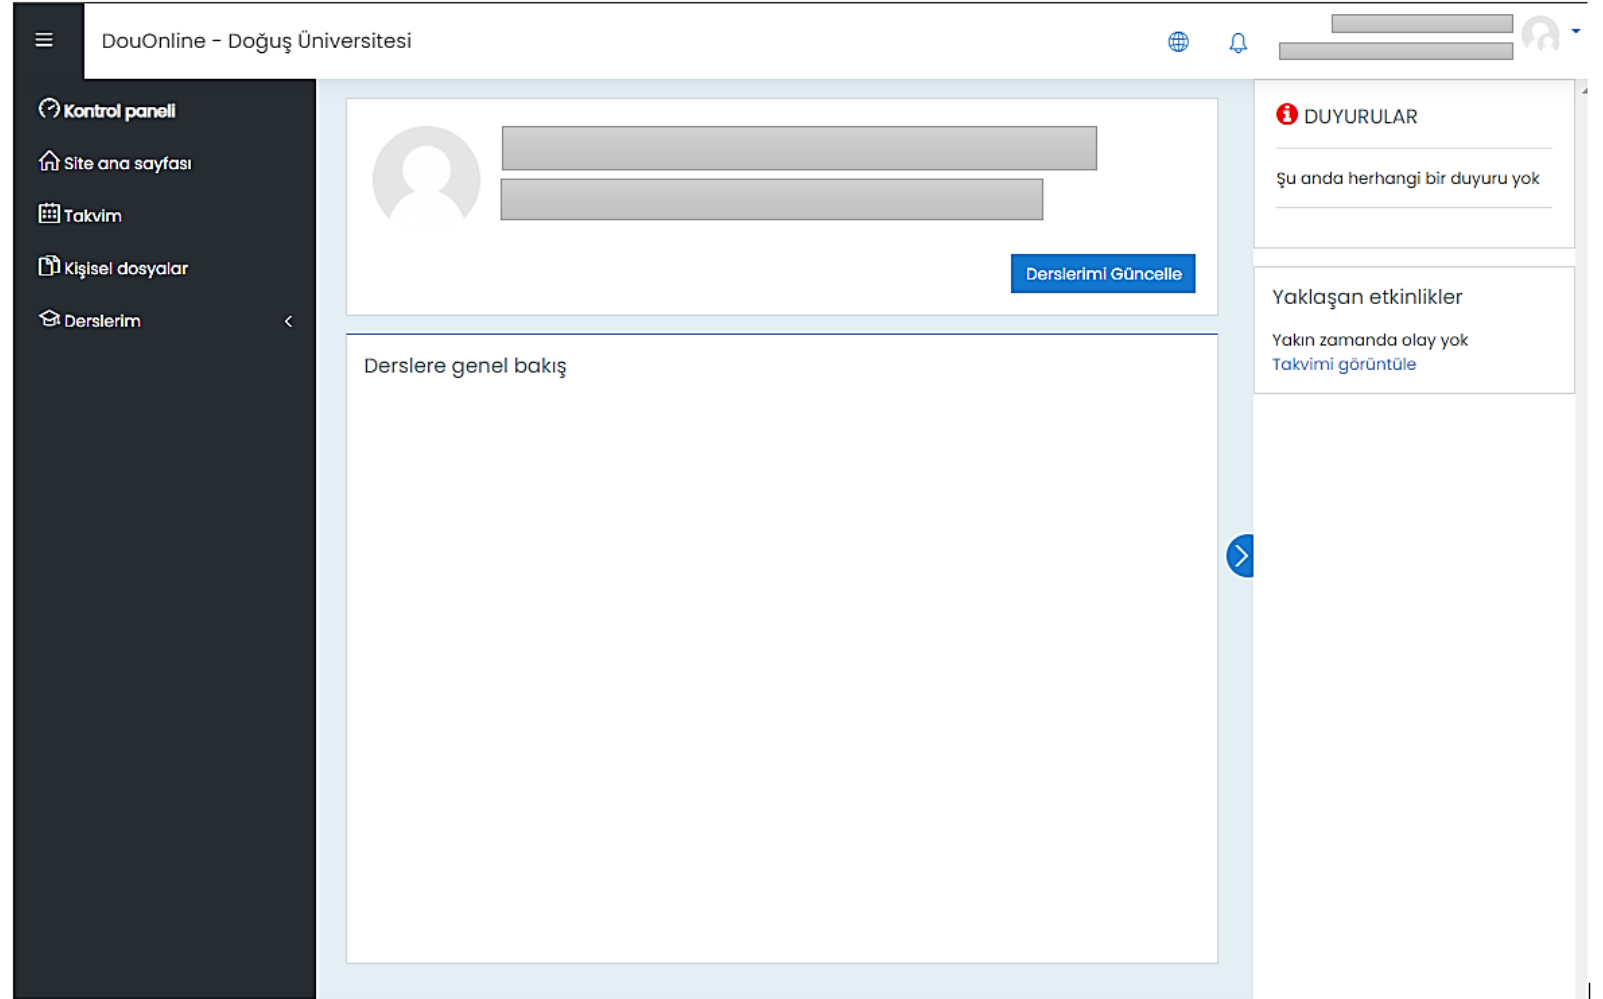 DouOnline - Doğuş Üniversitesi
Kontrol paneli
Site ana sayfası
Takvim
Kişisel dosyalar
Derslerim
Derslerimi Güncelle
Derslere genel bakış
DUYURULAR
Şu anda herhangi bir duyuru yok
Yaklaşan etkinlikler
Yakın zamanda olay yok
Takvimi görüntüle